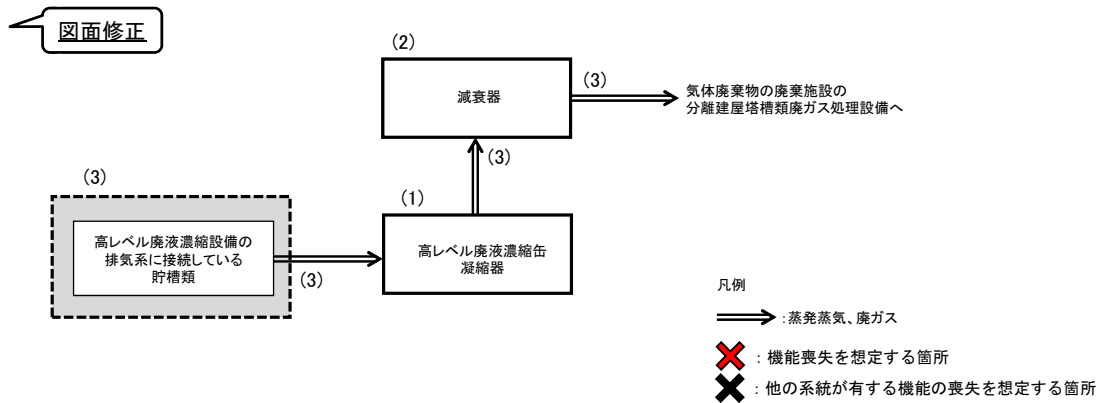 図面修正
(2)
減衰器
(3)
気体廃棄物の廃棄施設の
分離建屋塔槽類廃ガス処理設備へ
(3)
(3)
(1)
高レベル廃液濃縮設備の
排気系に接続している
貯槽類
(3)
高レベル廃液濃縮缶
凝縮器
凡例
:蒸発蒸気、廃ガス
:機能喪失を想定する箇所
:他の系統が有する機能の喪失を想定する箇所